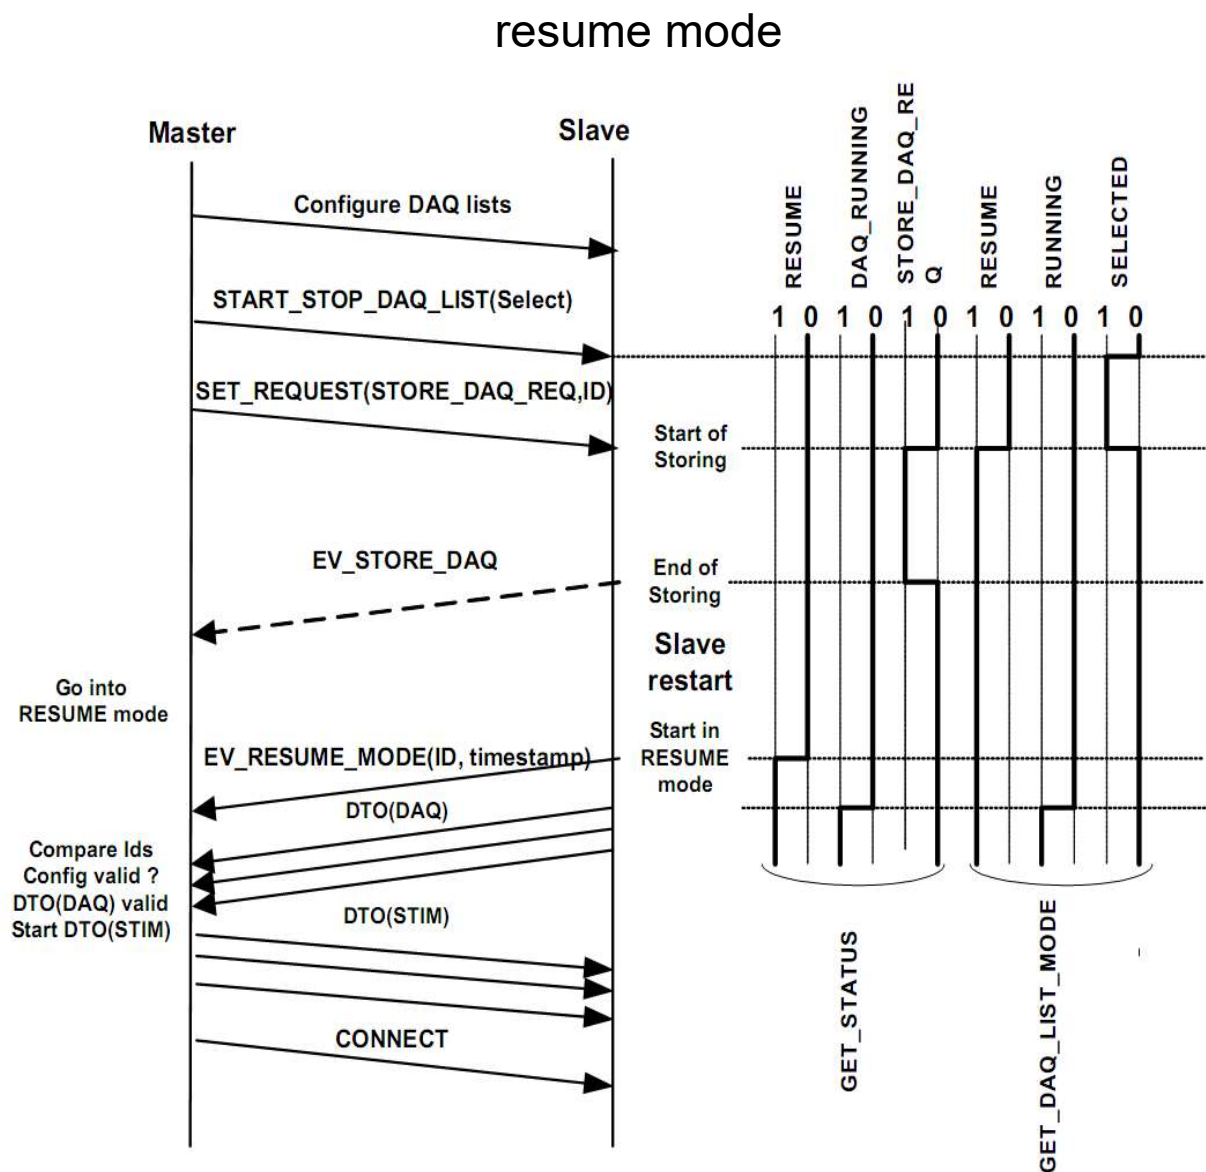 resume mode
Master
Slave
Configure DAQ lists
START_STOP_DAQ_LIST(Select)
SET_REQUEST(STORE_DAQ_REQ,ID)
EV_STORE_DAQ
Go into
RESUME mode
EV_RESUME_MODE(ID, timestamp)
DTO(DAQ)
Compare Ids
Config valid ?
DTO(DAQ) valid
Start DTO(STIM)
DTO(STIM)
CONNECT
Start of
Storing
End of
Storing
Slave
restart
Start in
RESUME
mode
RESUME
DAQ_RUNNING
STORE_DAQ_RE
Q
RESUME
RUNNING
SELECTED
1 0 1 0 1 0 1 0 1 0 1 0
GET_STATUS
GET_DAQ_LIST_MODE